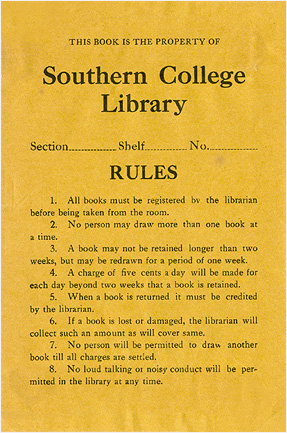 THIS BOOK IS THE PROPERTY OF
Southern College
Library
Section.............. Shelf.............. No..............
RULES
1. All books must be registered by the librarian
before being taken from the room.
2. No person may draw more than one book at
a time.
3. A book may not be retained longer than two
weeks, but may be redrawn for a period of one week.
4. A charge of five cents a day will be made for
each day beyond two weeks that a book is retained.
5. When a book is returned it must be credited
by the librarian.
6. If a book is lost or damaged, the librarian will
collect such an amount as will cover same.
7. No person will be permitted to draw another
book till all charges are settled.
8. No loud talking or noisy conduct will be per-
mitted in the library at any time.